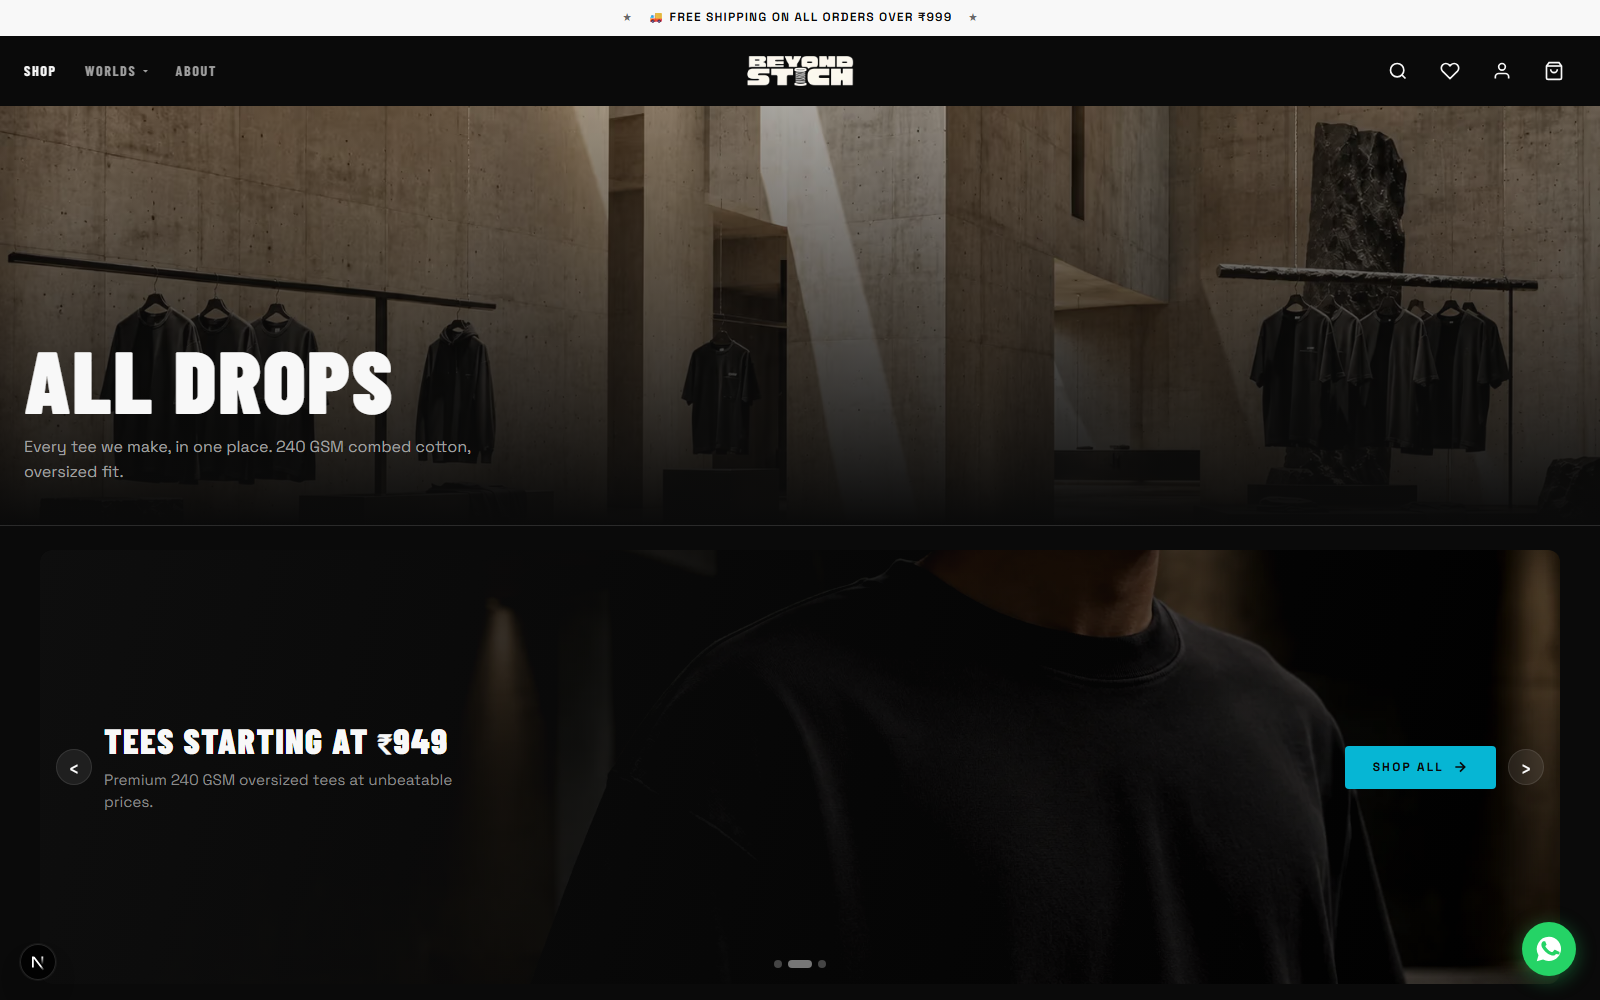 ★ 🚚 FREE SHIPPING ON ALL ORDERS OVER ₹999 ★
SHOP WORLDS ABOUT
BEYOND
STICH
ALL DROPS
Every tee we make, in one place. 240 GSM combed cotton,
oversized fit.
TEES STARTING AT ₹949
Premium 240 GSM oversized tees at unbeatable
prices.
<
SHOP ALL →
>
N